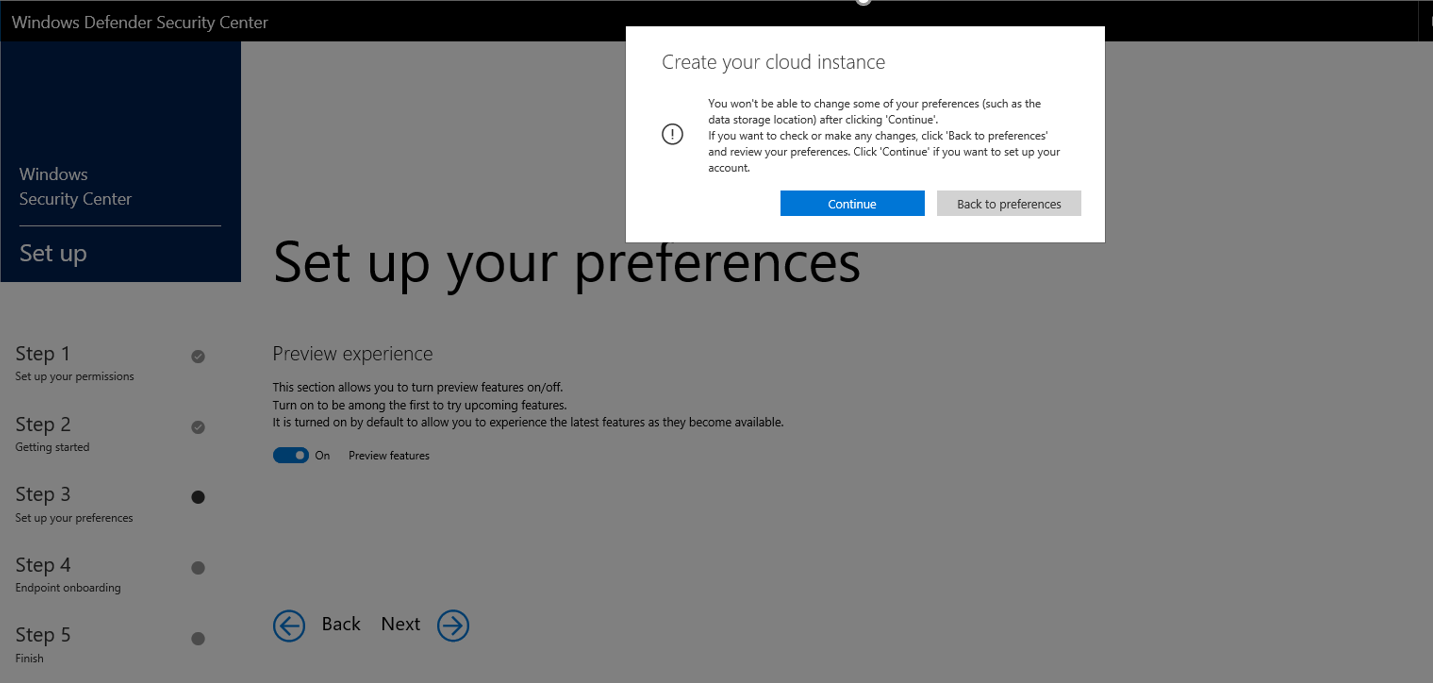 Windows Defender Security Center
Create your cloud instance
You won't be able to change some of your preferences (such as the
data storage location) after clicking 'Continue'.
If you want to check or make any changes, click 'Back to preferences'
and review your preferences. Click 'Continue' if you want to set up your
account.
Continue
Back to preferences
Windows
Security Center
Set up
Set up your preferences
Step 1
Set up your permissions
Step 2
Getting started
Step 3
Set up your preferences
Step 4
Endpoint onboarding
Step 5
Finish
Preview experience
This section allows you to turn preview features on/off.
Turn on to be among the first to try upcoming features.
It is turned on by default to allow you to experience the latest features as they become available.
On Preview features
Back Next